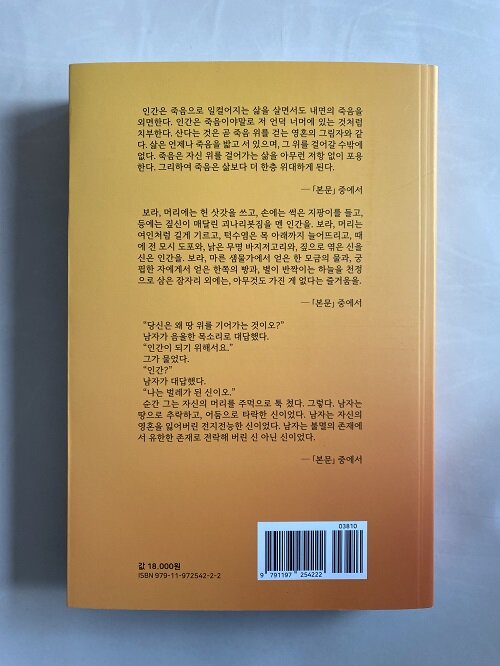 인간은 죽음으로 일컬어지는 삶을 살면서도 내면의 죽음을
외면한다. 인간은 죽음이야말로 저 언덕 너머에 있는 것처럼
치부한다. 산다는 것은 곧 죽음 위를 걷는 영혼의 그림자와 같
다. 삶은 언제나 죽음을 밟고 서 있으며, 그 위를 걸어갈 수밖에
없다. 죽음은 자신 위를 걸어가는 삶을 아무런 저항 없이 포용
한다. 그리하여 죽음은 삶보다 더 한층 위대하게 된다.
―「본문」 중에서
보라, 머리에는 헌 삿갓을 쓰고, 손에는 썩은 지팡이를 들고,
등에는 짚신이 매달린 괴나리봇짐을 멘 인간을. 보라, 머리는
여인처럼 길게 기르고, 턱수염은 목 아래까지 늘어뜨리고, 때
에 전 모시 도포와, 낡은 무명 바지저고리와, 짚으로 엮은 신을
신은 인간을. 보라, 마른 샘물가에서 얻은 한 모금의 물과, 궁
핍한 자에게서 얻은 한쪽의 빵과, 별이 반짝이는 하늘을 천정
으로 삼은 잠자리 외에는, 아무것도 가진 게 없다는 즐거움을.
―「본문」 중에서
“당신은 왜 땅 위를 기어가는 것이오?”
남자가 음울한 목소리로 대답했다.
“인간이 되기 위해서요.”
그가 물었다.
“인간?”
남자가 대답했다.
“나는 벌레가 된 신이오.”
순간 그는 자신의 머리를 주먹으로 툭 쳤다. 그렇다. 남자는
땅으로 추락하고, 어둠으로 타락한 신이었다. 남자는 자신의
영혼을 잃어버린 전지전능한 신이었다. 남자는 불멸의 존재에
서 유한한 존재로 전락해 버린 신 아닌 신이었다.
―「본문」 중에서
03810
값 18,000원
ISBN 979-11-972542-2-2
9 791197 254222